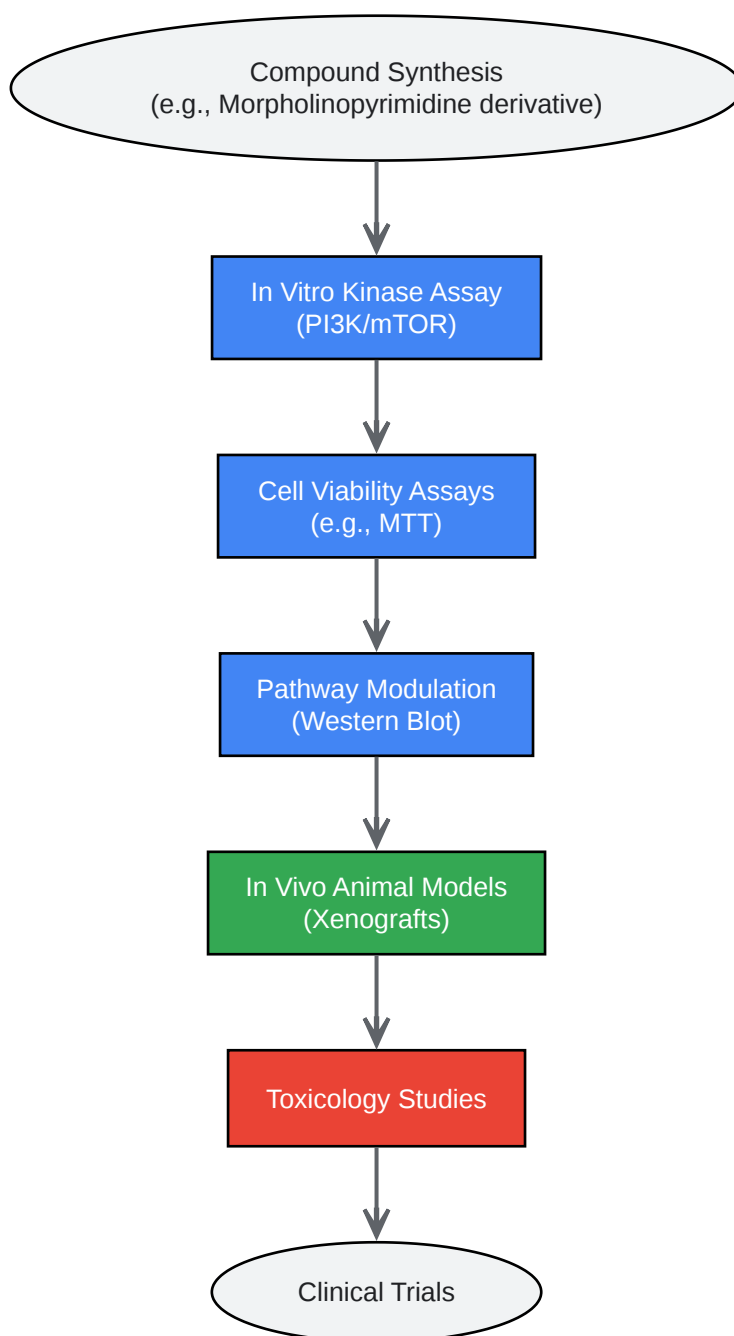 Compound Synthesis
(e.g., Morpholinopyrimidine derivative)
In Vitro Kinase Assay
(PI3K/mTOR)
Cell Viability Assays
(e.g., MTT)
Pathway Modulation
(Western Blot)
In Vivo Animal Models
(Xenografts)
Toxicology Studies
Clinical Trials